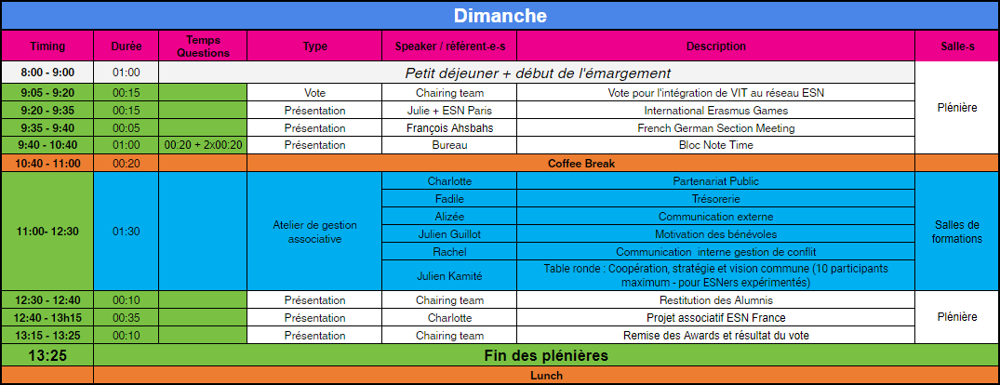 Dimanche
Timing Durée Temps Questions Type Speaker / référent-e-s Description Salle-s
8:00 - 9:00 01:00 Petit déjeuner + début de l'émargement
9:05 - 9:20 00:15 Vote Chairing team Vote pour l'intégration de VIT au réseau ESN
Plénière
9:20 - 9:35 00:15 Présentation Julie + ESN Paris International Erasmus Games
9:35 - 9:40 00:05 Présentation François Ahsbahs French German Section Meeting
9:40 - 10:40 01:00 00:20 + 2x00:20 Présentation Bureau Bloc Note Time
10:40 - 11:00 00:20 Coffee Break
11:00- 12:30 01:30 Atelier de gestion associative
Charlotte Partenariat Public
Fadile Trésorerie
Alizée Communication externe
Julien Guillot Motivation des bénévoles
Rachel Communication interne gestion de conflit
Julien Kamité Table ronde : Coopération, stratégie et vision commune (10 participants
maximum - pour ESNers expérimentés)
Salles de
formations
12:30 - 12:40 00:10 Présentation Chairing team Restitution des Alumnis
12:40 - 13h15 00:35 Présentation Charlotte Projet associatif ESN France
Plénière
13:15 - 13:25 00:10 Présentation Chairing team Remise des Awards et résultat du vote
13:25 Fin des plénières
Lunch